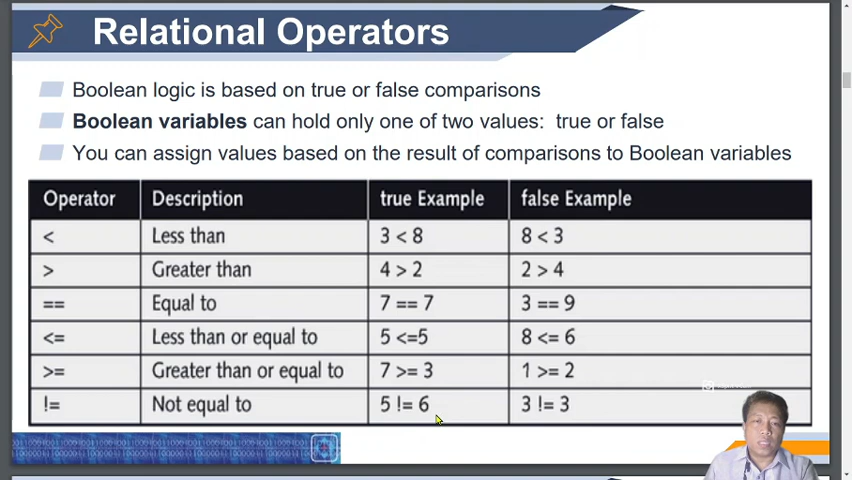 Relational Operators
Boolean logic is based on true or false comparisons
Boolean variables can hold only one of two values: true or false
You can assign values based on the result of comparisons to Boolean variables
Operator Description true Example false Example
< Less than 3 < 8 8 < 3
> Greater than 4 > 2 2 > 4
== Equal to 7 == 7 3 == 9
<= Less than or equal to 5 <=5 8 <= 6
>= Greater than or equal to 7 >= 3 1 >= 2
!= Not equal to 5 != 6 3 != 3